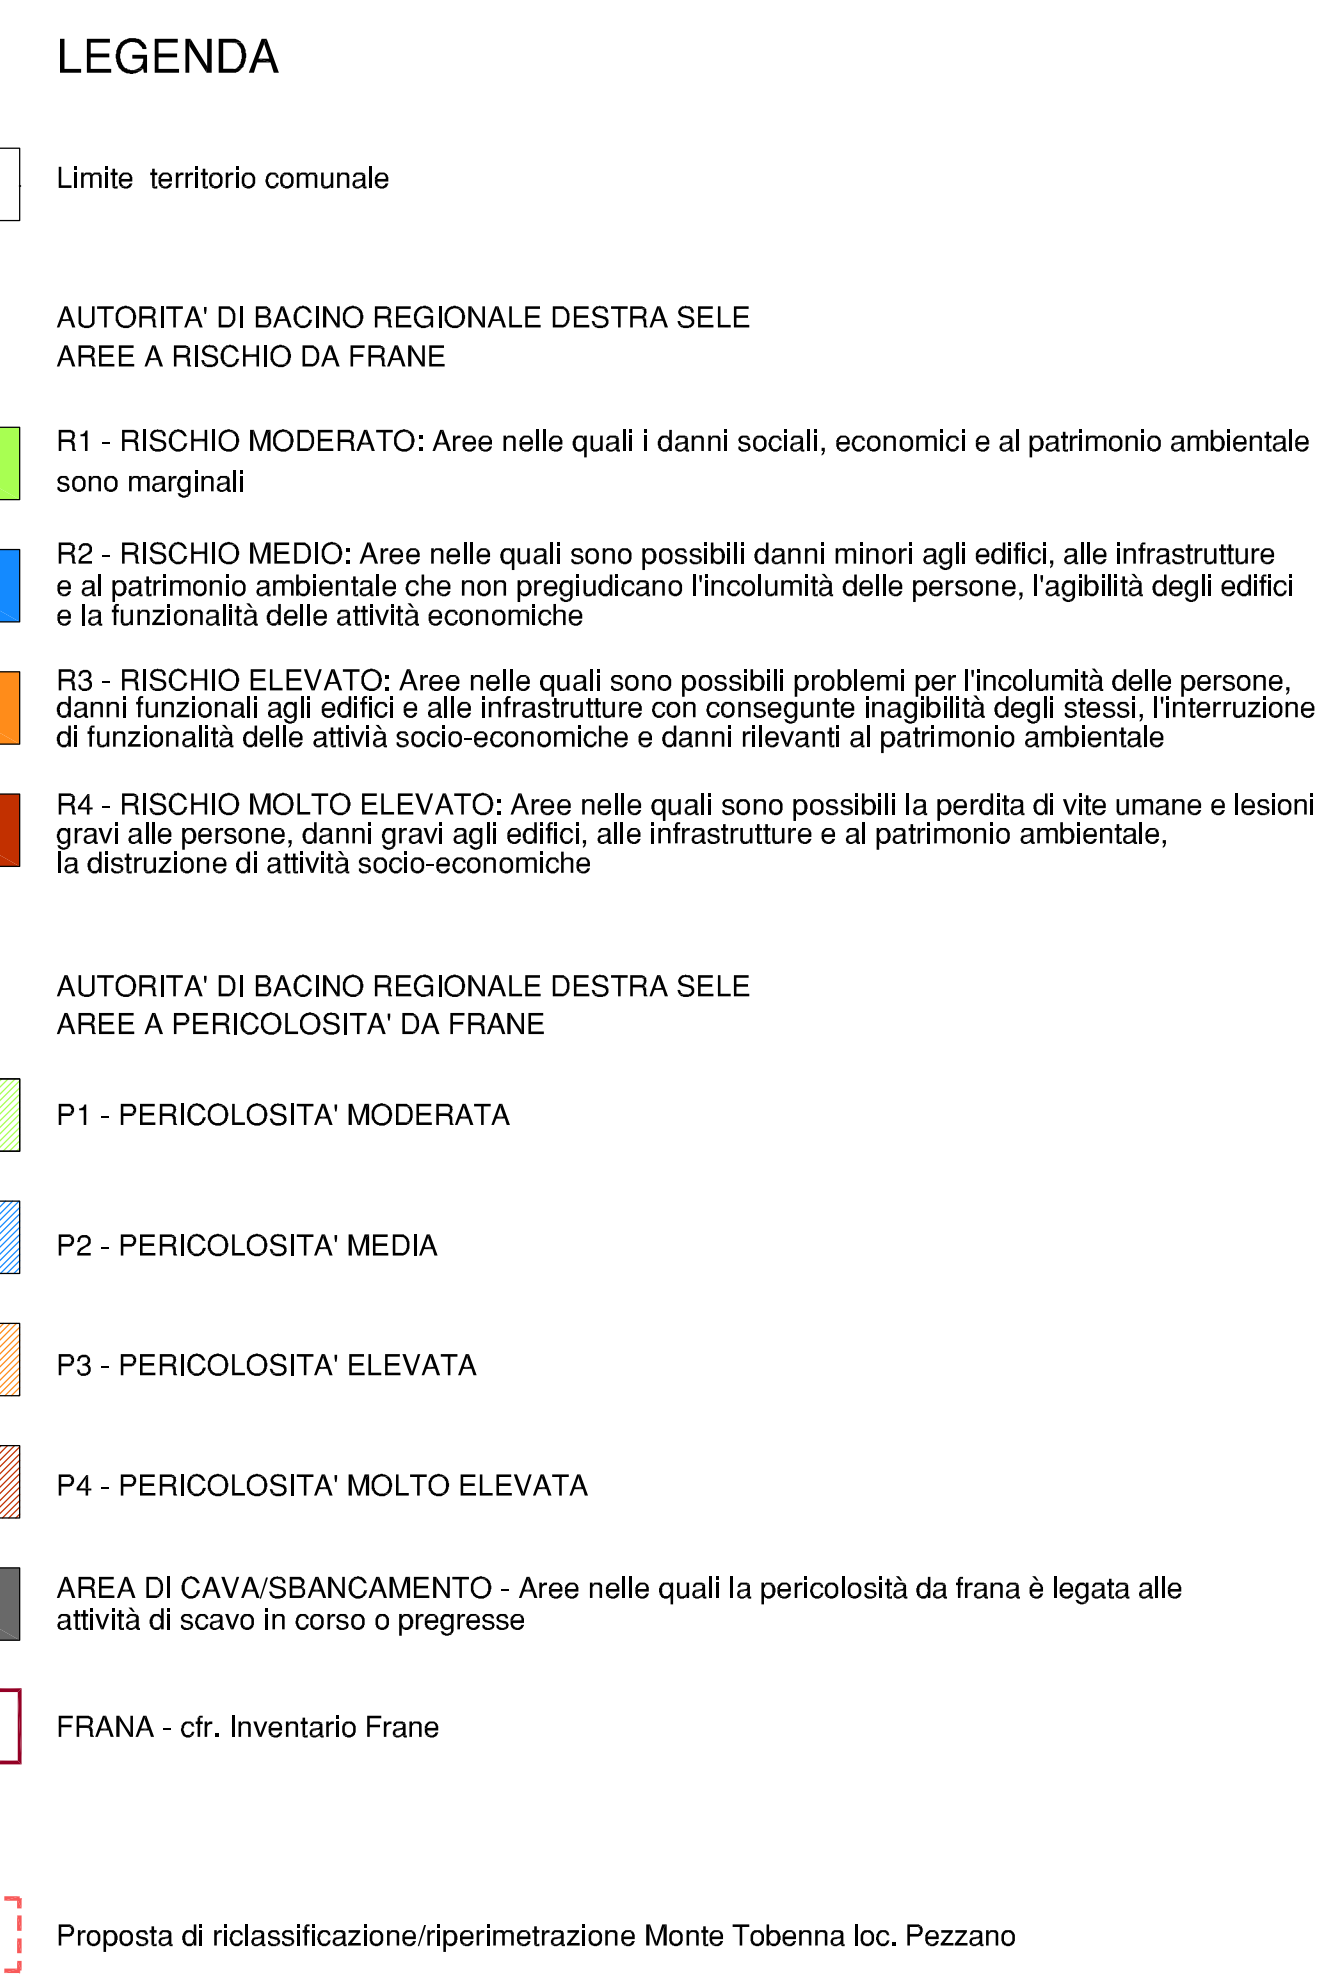 LEGENDA
Limite territorio comunale
AUTORITA' DI BACINO REGIONALE DESTRA SELE
AREE A RISCHIO DA FRANE
R1 - RISCHIO MODERATO: Aree nelle quali i danni sociali, economici e al patrimonio ambientale
sono marginali
R2 - RISCHIO MEDIO: Aree nelle quali sono possibili danni minori agli edifici, alle infrastrutture
e al patrimonio ambientale che non pregiudicano l'incolumità delle persone, l'agibilità degli edifici
e la funzionalità delle attività economiche
R3 - RISCHIO ELEVATO: Aree nelle quali sono possibili problemi per l'incolumità delle persone,
danni funzionali agli edifici e alle infrastrutture con consegunte inagibilità degli stessi, l'interruzione
di funzionalità delle attivià socio-economiche e danni rilevanti al patrimonio ambientale
R4 - RISCHIO MOLTO ELEVATO: Aree nelle quali sono possibili la perdita di vite umane e lesioni
gravi alle persone, danni gravi agli edifici, alle infrastrutture e al patrimonio ambientale,
la distruzione di attività socio-economiche
AUTORITA' DI BACINO REGIONALE DESTRA SELE
AREE A PERICOLOSITA' DA FRANE
P1 - PERICOLOSITA' MODERATA
P2 - PERICOLOSITA' MEDIA
P3 - PERICOLOSITA' ELEVATA
P4 - PERICOLOSITA' MOLTO ELEVATA
AREA DI CAVA/SBANCAMENTO - Aree nelle quali la pericolosità da frana è legata alle
attività di scavo in corso o pregresse
FRANA - cfr. Inventario Frane
Proposta di riclassificazione/riperimetrazione Monte Tobenna loc. Pezzano